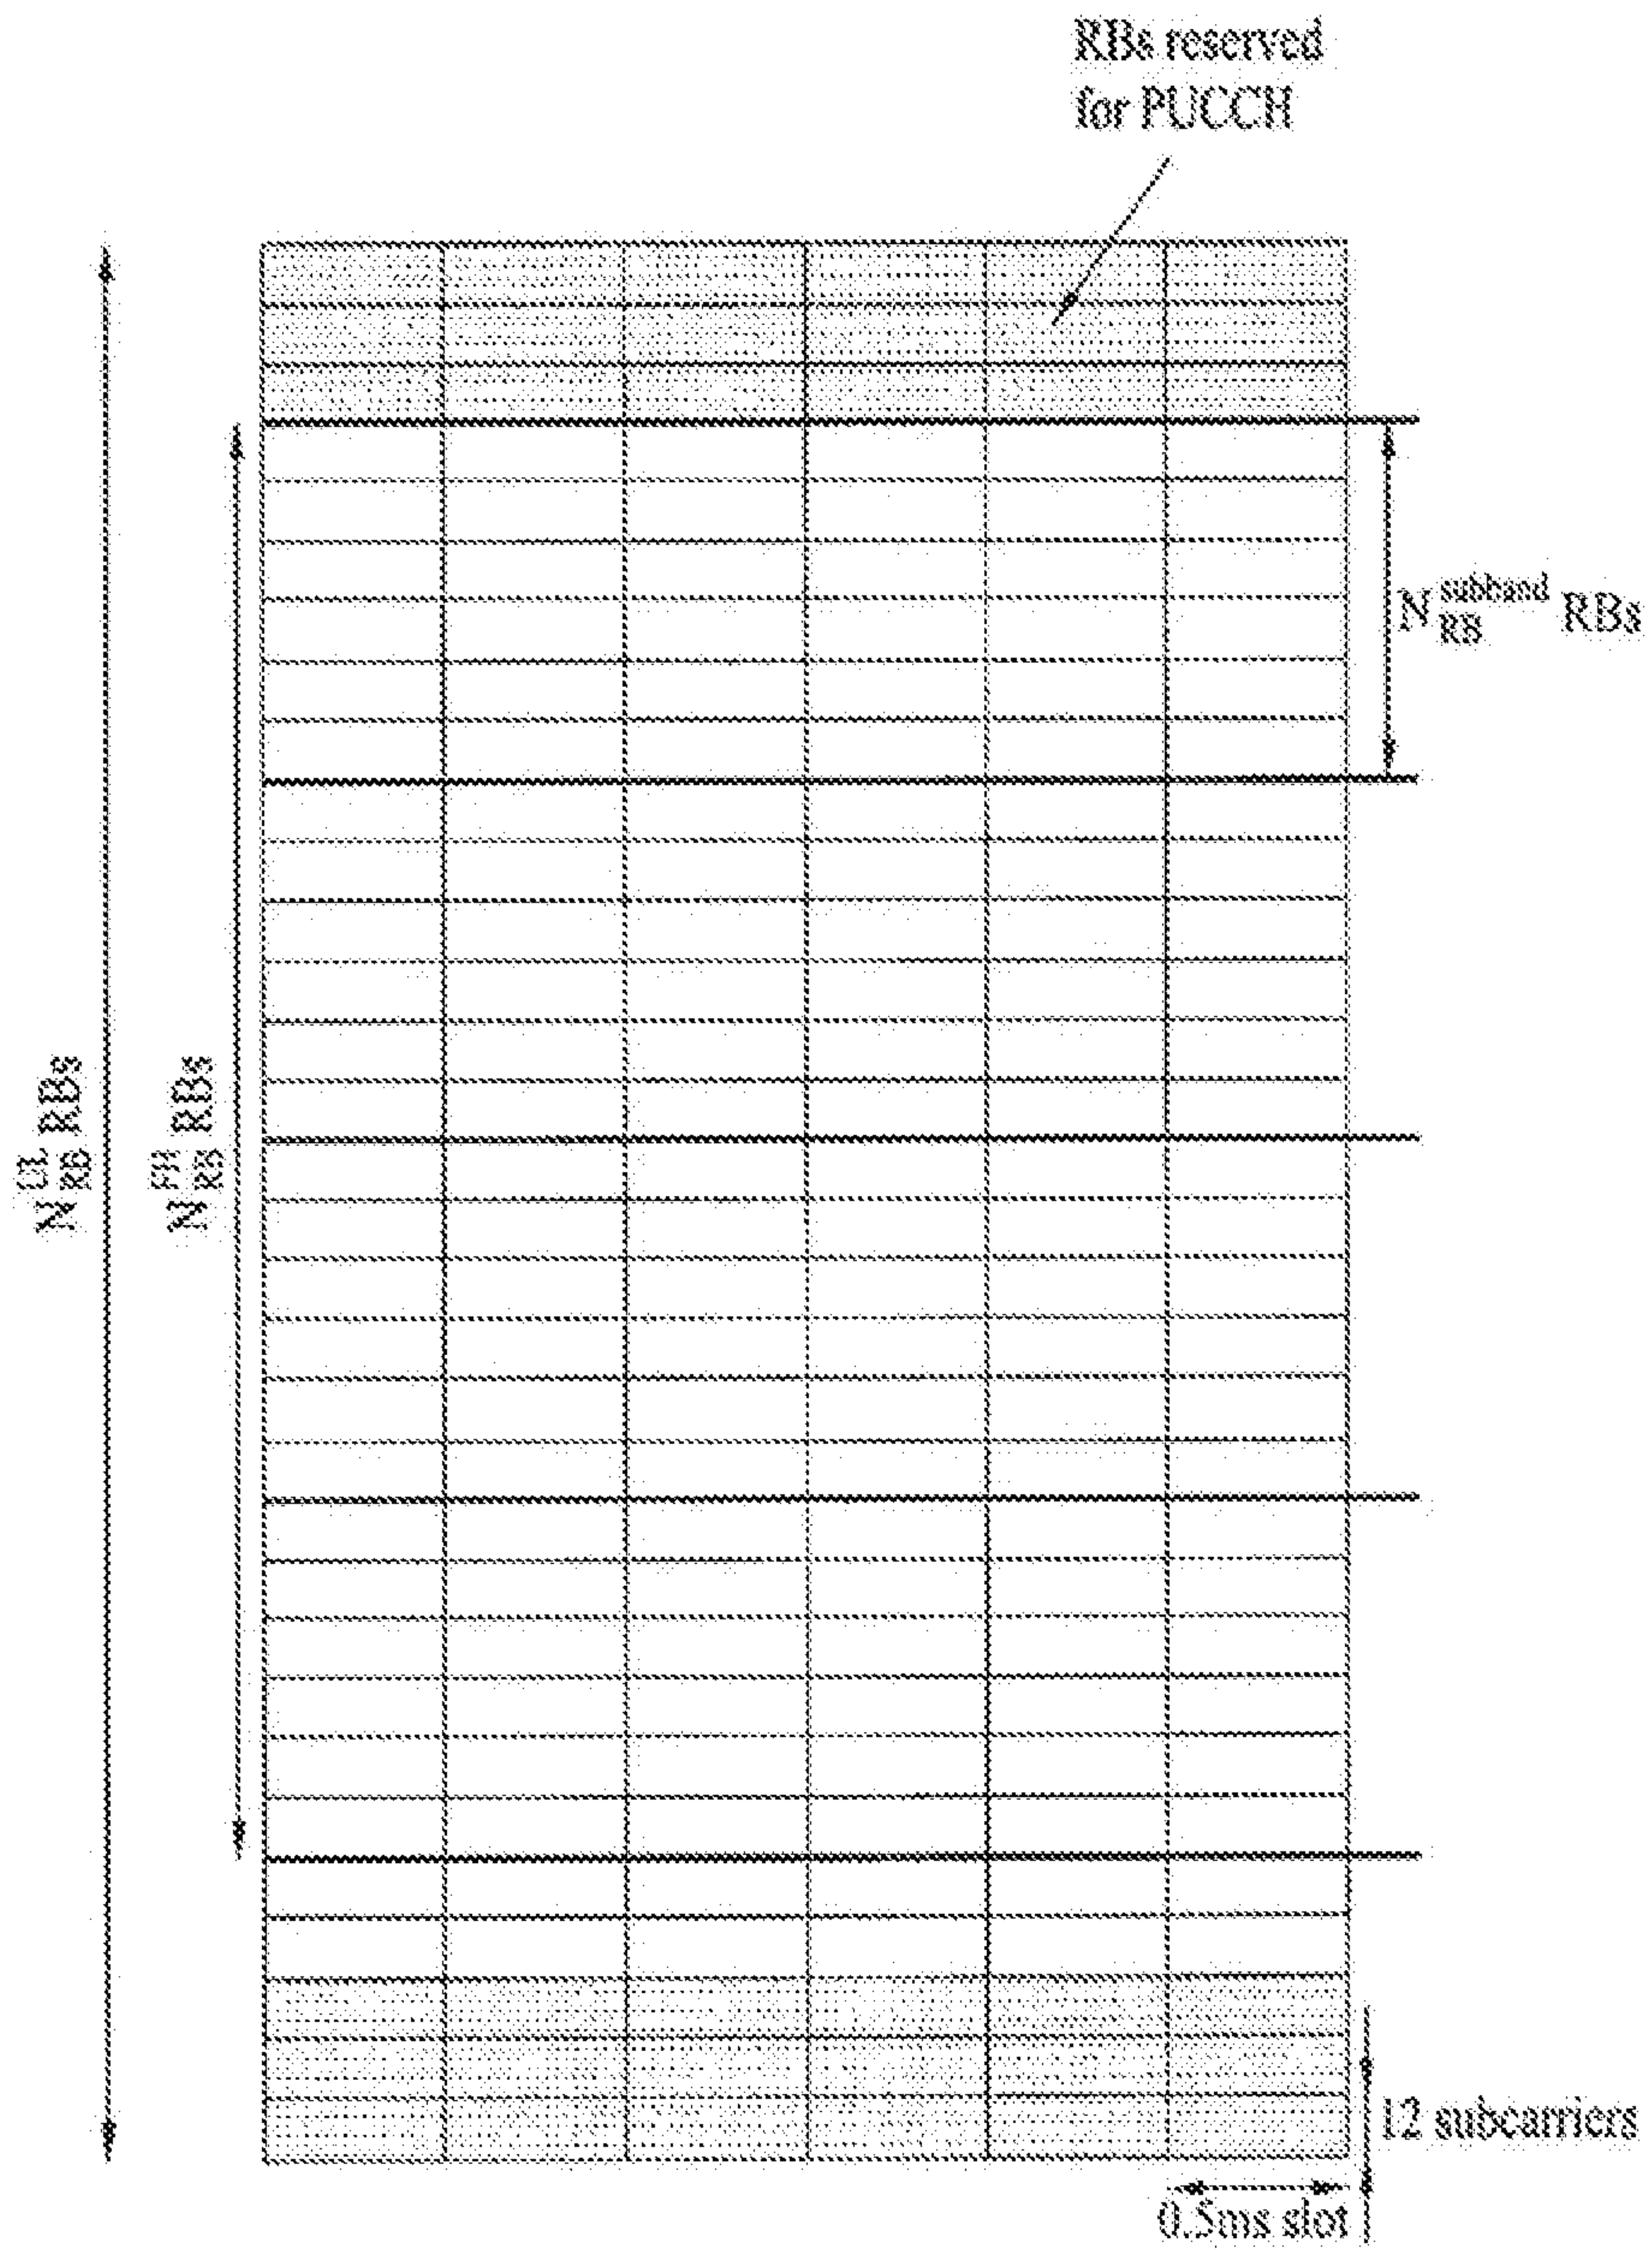 RBs reserved
for PUCCH
N subband RB RBs
N UL RB RBs
N FH RB RBs
12 subcarriers
0.5ms slot